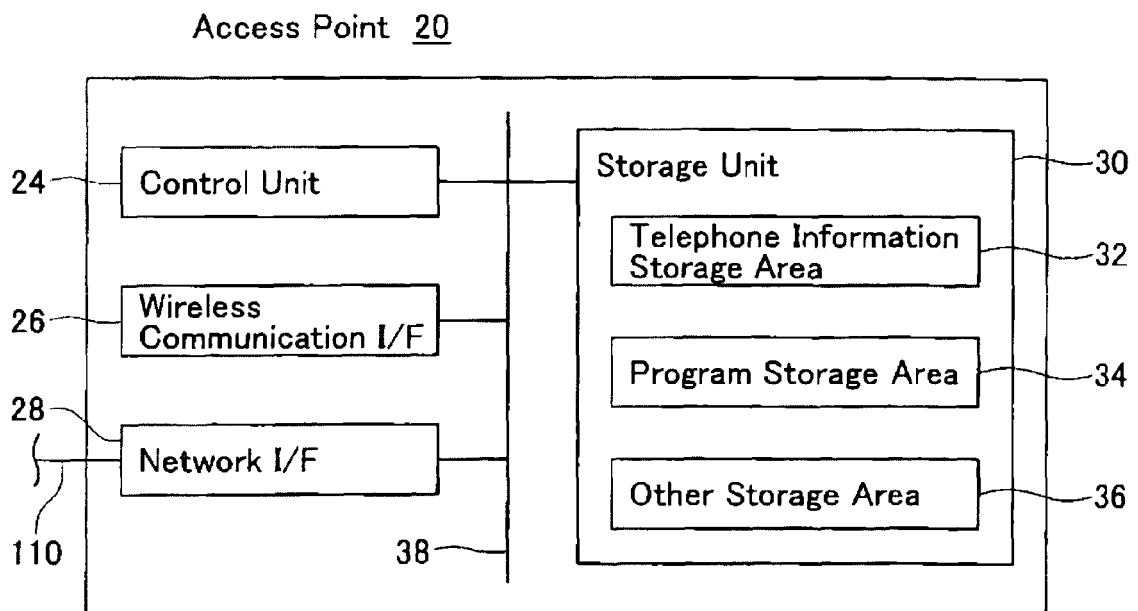 Access Point 20
24
Control Unit
Storage Unit
30
Telephone Information
Storage Area
32
26
Wireless
Communication I/F
Program Storage Area
34
28
Network I/F
Other Storage Area
36
110
38